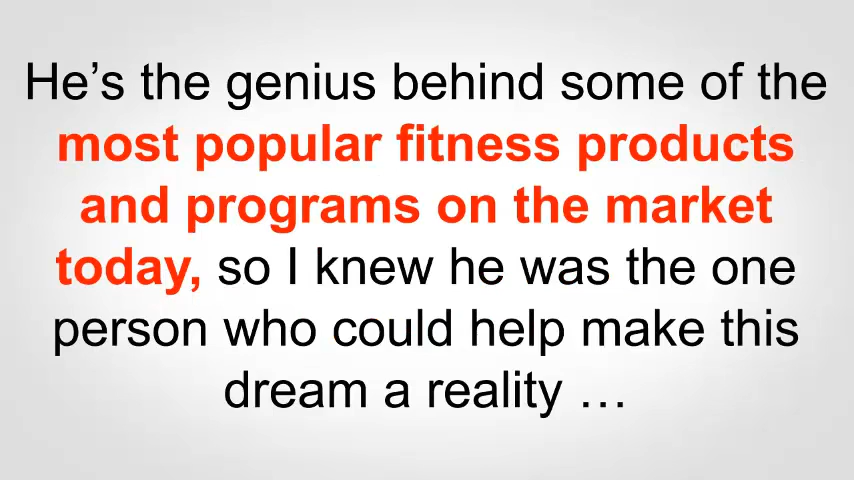 He’s the genius behind some of the
most popular fitness products
and programs on the market
today, so I knew he was the one
person who could help make this
dream a reality …